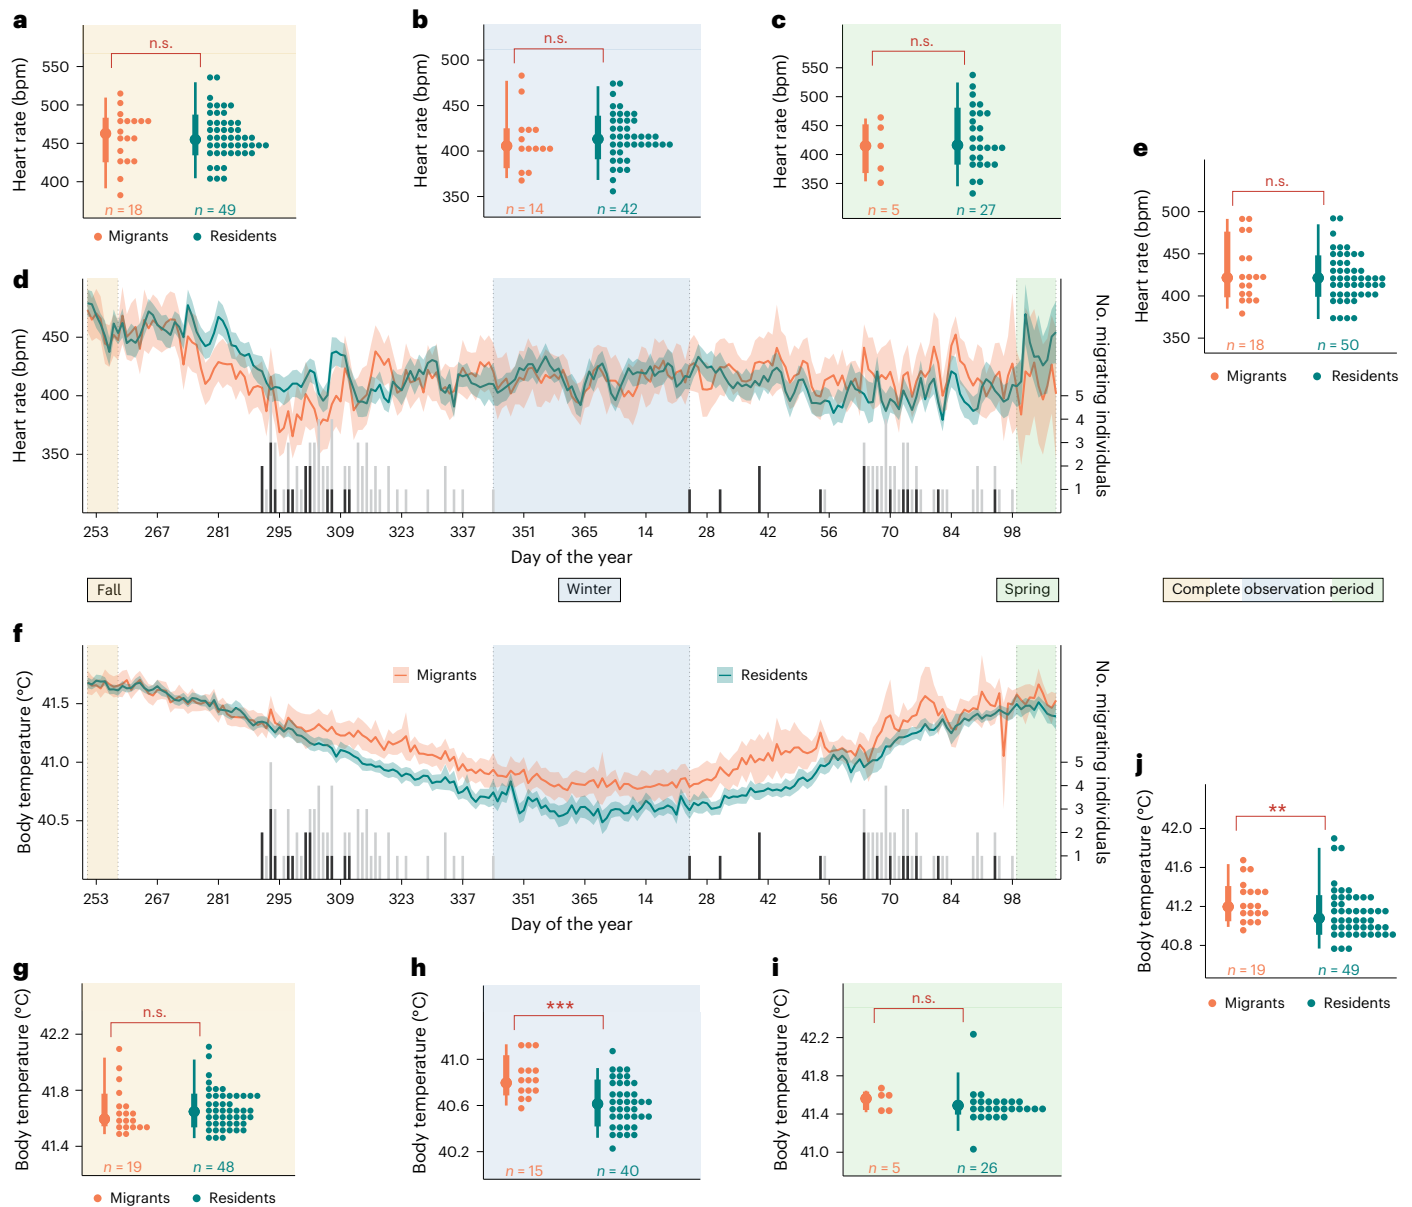 a
Heart rate (bpm)
550
500
450
400
n.s.
n = 18
n = 49
Migrants
Residents
b
Heart rate (bpm)
500
450
400
350
n.s.
n = 14
n = 42
c
Heart rate (bpm)
550
500
450
400
350
n.s.
n = 5
n = 27
d
Heart rate (bpm)
450
400
350
No. migrating individuals
5
4
3
2
1
253
267
281
295
309
323
337
351
365
14
28
42
56
70
84
98
Day of the year
e
Heart rate (bpm)
500
450
400
350
n.s.
n = 18
n = 50
Migrants
Residents
Fall
Winter
Spring
Complete observation period
f
Body temperature (°C)
41.5
41.0
40.5
Migrants
Residents
No. migrating individuals
5
4
3
2
1
253
267
281
295
309
323
337
351
365
14
28
42
56
70
84
98
Day of the year
j
Body temperature (°C)
42.0
41.6
41.2
40.8
**
n = 19
n = 49
Migrants
Residents
g
Body temperature (°C)
42.2
41.8
41.4
n.s.
n = 19
n = 48
Migrants
Residents
h
Body temperature (°C)
41.0
40.6
40.2
***
n = 15
n = 40
i
Body temperature (°C)
42.2
41.8
41.4
41.0
n.s.
n = 5
n = 26